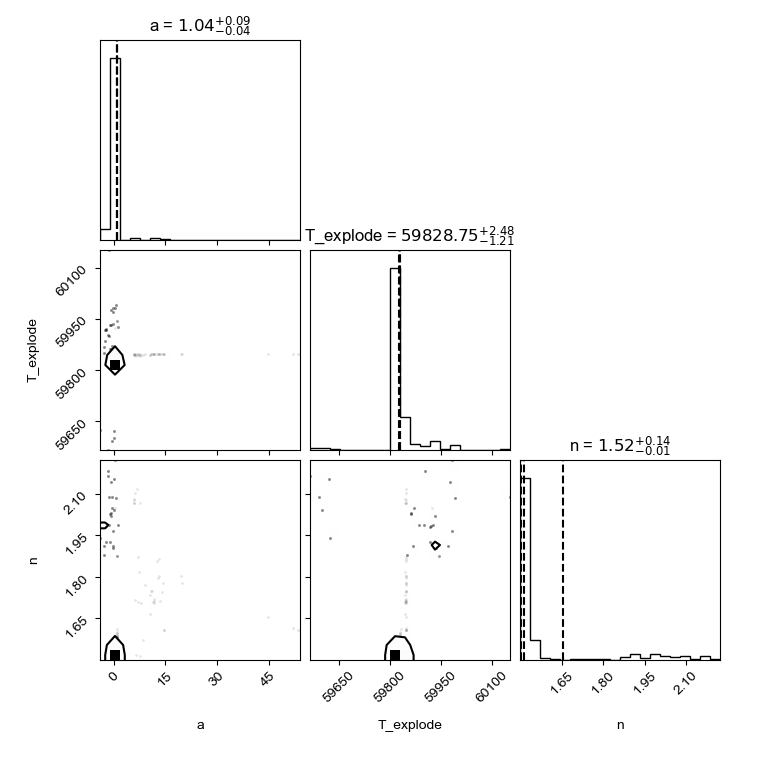 a = 1.04+0.09−0.04
T_explode = 59828.75+2.48−1.21
60100
59950
59800
59650
T_explode
n = 1.52+0.14−0.01
2.10
1.95
1.80
1.65
n
0 15 30 45
59650 59800 59950 60100
1.65 1.80 1.95 2.10
a T_explode n